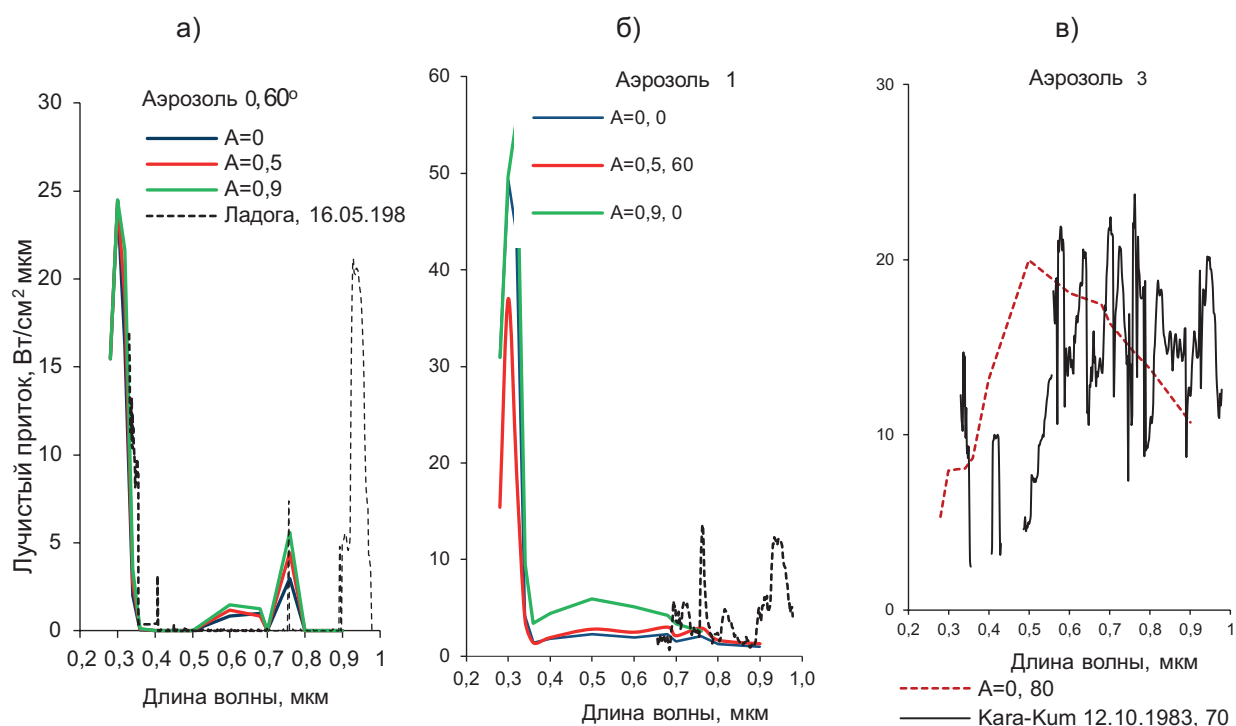 а)
Аэрозоль 0,60º
A=0
A=0,5
A=0,9
Ладога, 16.05.198
Лучистый приток, Вт/см² мкм
30
25
20
15
10
5
0
0,2 0,3 0,4 0,5 0,6 0,7 0,8 0,9 1
Длина волны, мкм
б)
Аэрозоль 1
A=0, 0
A=0,5, 60
A=0,9, 0
60
50
40
30
20
10
0
0,2 0,3 0,4 0,5 0,6 0,7 0,8 0,9 1,0
Длина волны, мкм
в)
Аэрозоль 3
30
20
10
0
0,2 0,3 0,4 0,5 0,6 0,7 0,8 0,9 1
Длина волны, мкм
A=0, 80
Kara-Kum 12.10.1983, 70